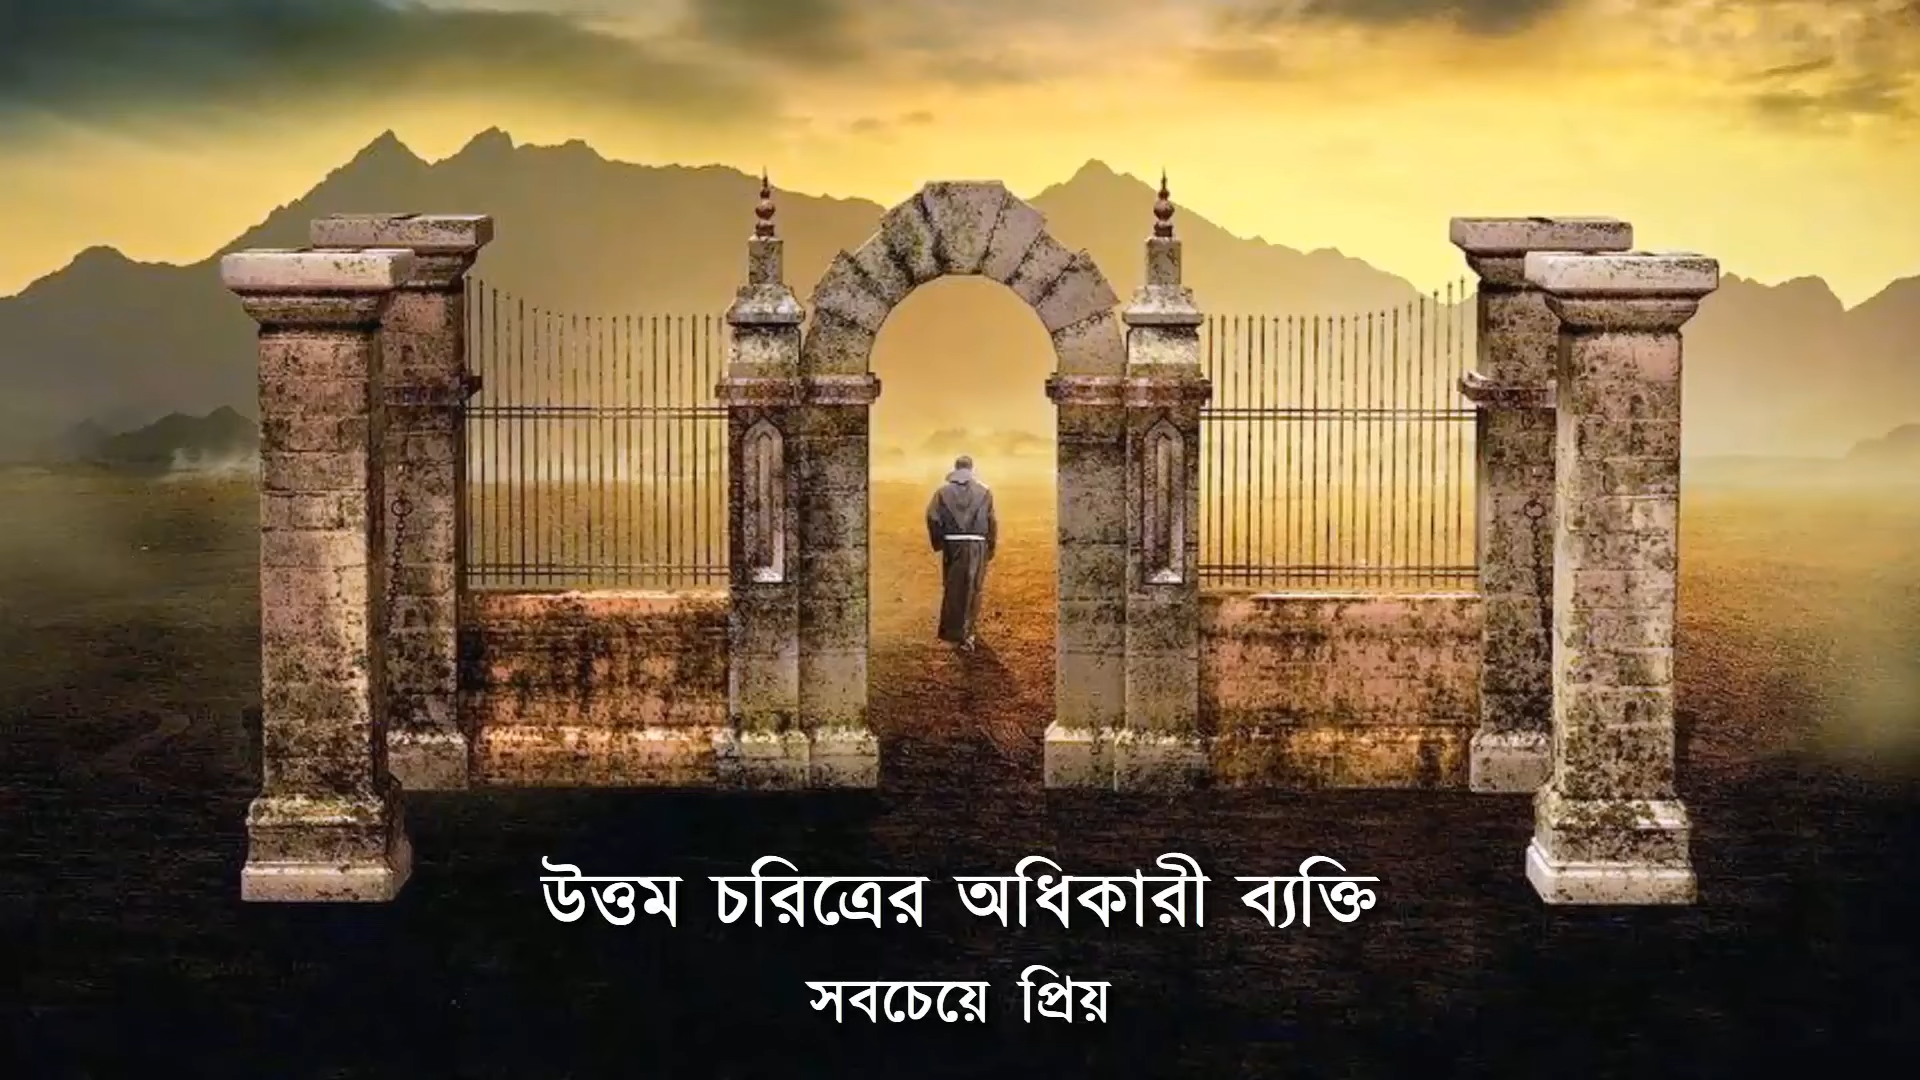 উত্তম চরিত্রের অধিকারী ব্যক্তি
সবচেয়ে প্রিয়